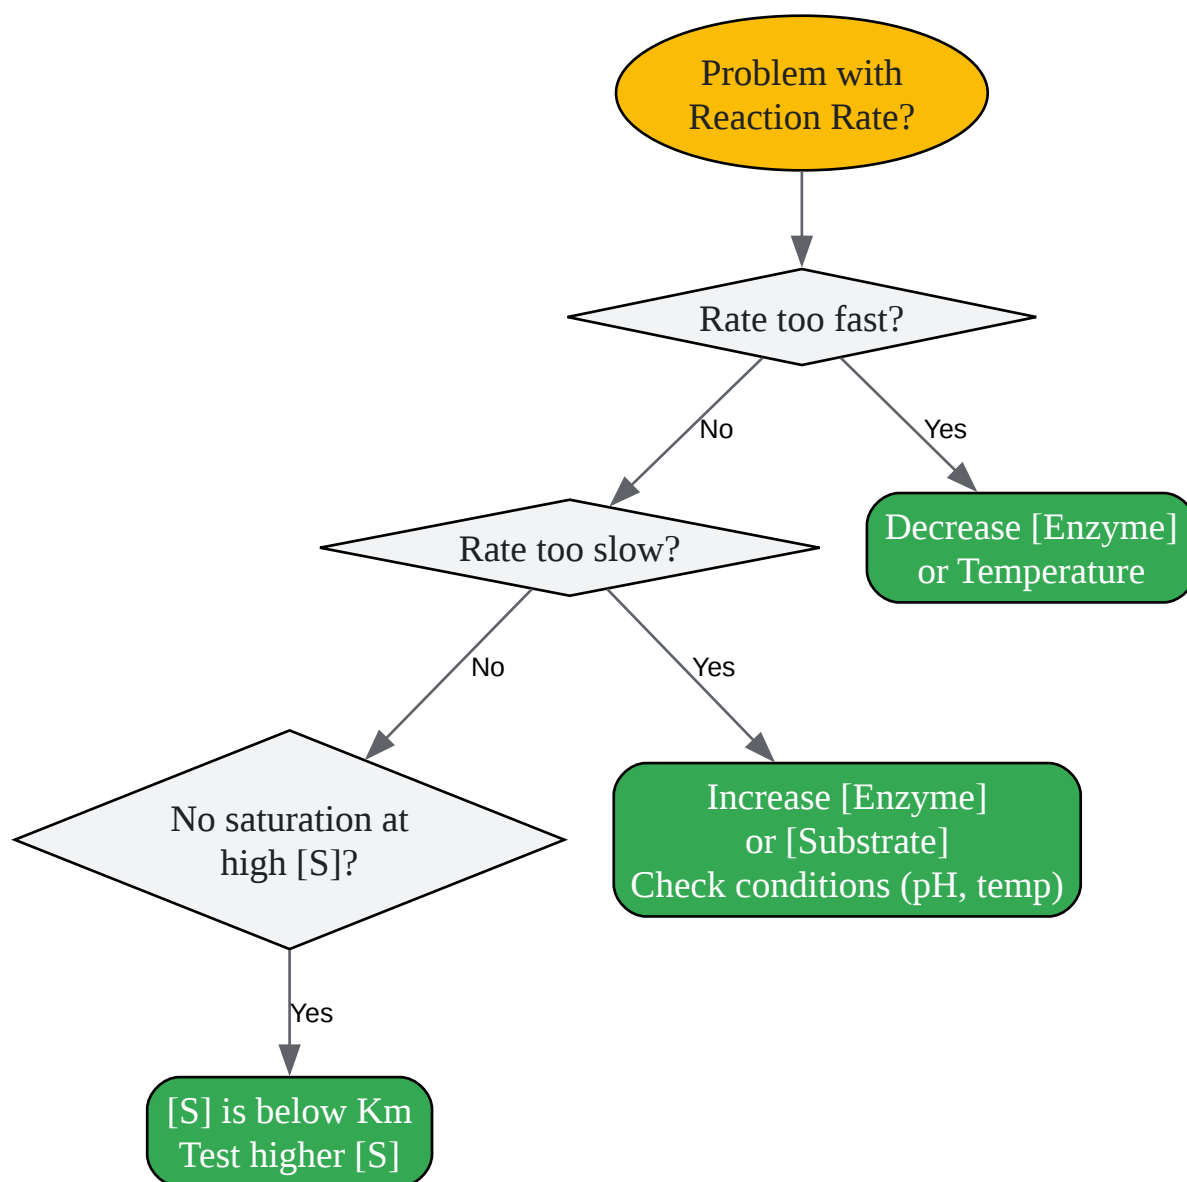 Problem with
Reaction Rate?
Rate too fast?
No
Yes
Rate too slow?
Decrease [Enzyme]
or Temperature
No
Yes
No saturation at
high [S]?
Increase [Enzyme]
or [Substrate]
Check conditions (pH, temp)
Yes
[S] is below Km
Test higher [S]